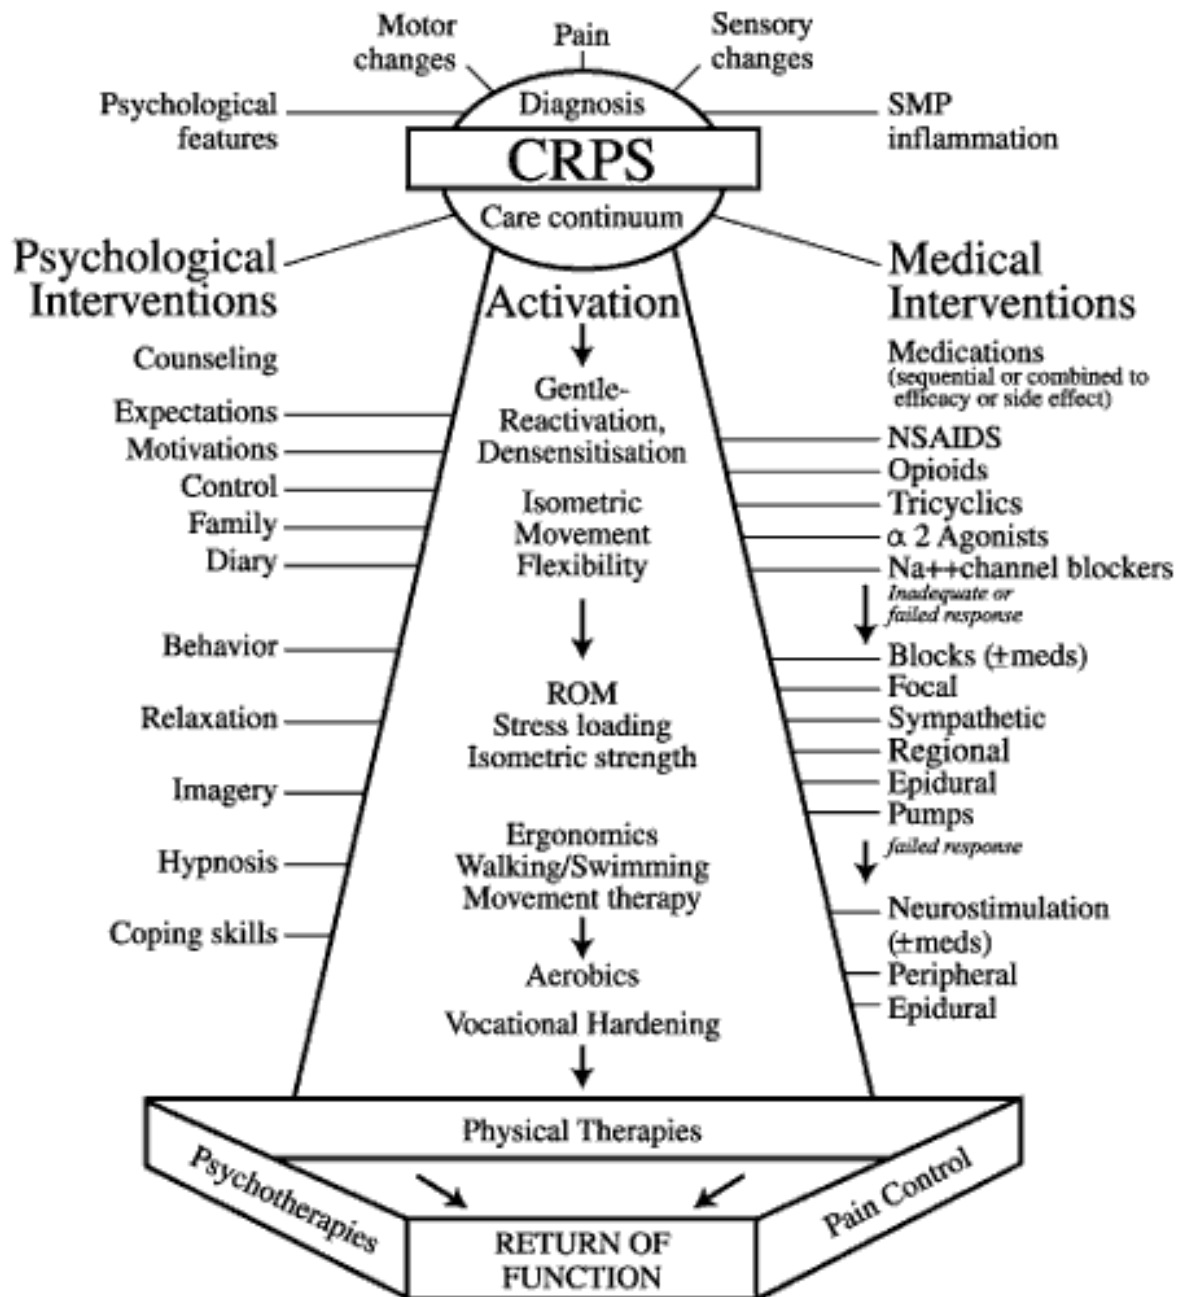 Motor
changes
Pain
Sensory
changes
Psychological
features
Diagnosis
SMP
inflammation
CRPS
Care continuum
Psychological
Interventions
Counseling
Expectations
Motivations
Control
Family
Diary
Behavior
Relaxation
Imagery
Hypnosis
Coping skills
Activation
Gentle-
Reactivation,
Densensitisation
Isometric
Movement
Flexibility
ROM
Stress loading
Isometric strength
Ergonomics
Walking/Swimming
Movement therapy
Aerobics
Vocational Hardening
Medical
Interventions
Medications
(sequential or combined to
efficacy or side effect)
NSAIDS
Opioids
Tricyclics
α 2 Agonists
Na++channel blockers
Inadequate or
failed response
Blocks (±meds)
Focal
Sympathetic
Regional
Epidural
Pumps
failed response
Neurostimulation
(±meds)
Peripheral
Epidural
Physical Therapies
Psychotherapies
Pain Control
RETURN OF
FUNCTION